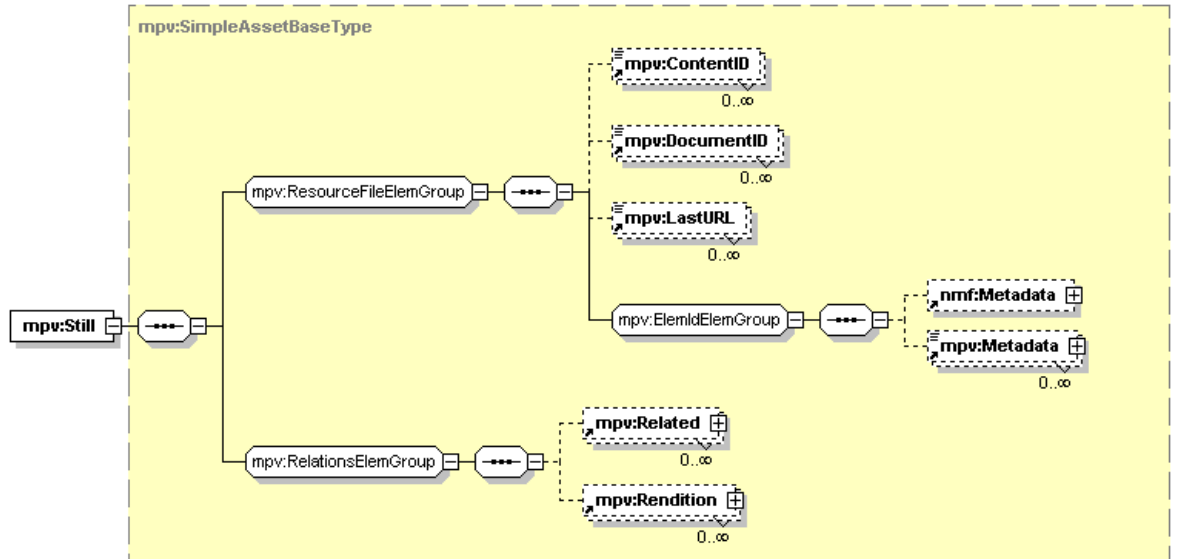 mpv:SimpleAssetBaseType
mpv:ContentID
0..∞
mpv:DocumentID
0..∞
mpv:ResourceFileElemGroup
mpv:LastURL
0..∞
nmf:Metadata
mpv:Still
mpv:ElemIdElemGroup
mpv:Metadata
0..∞
mpv:Related
0..∞
mpv:RelationsElemGroup
mpv:Rendition
0..∞